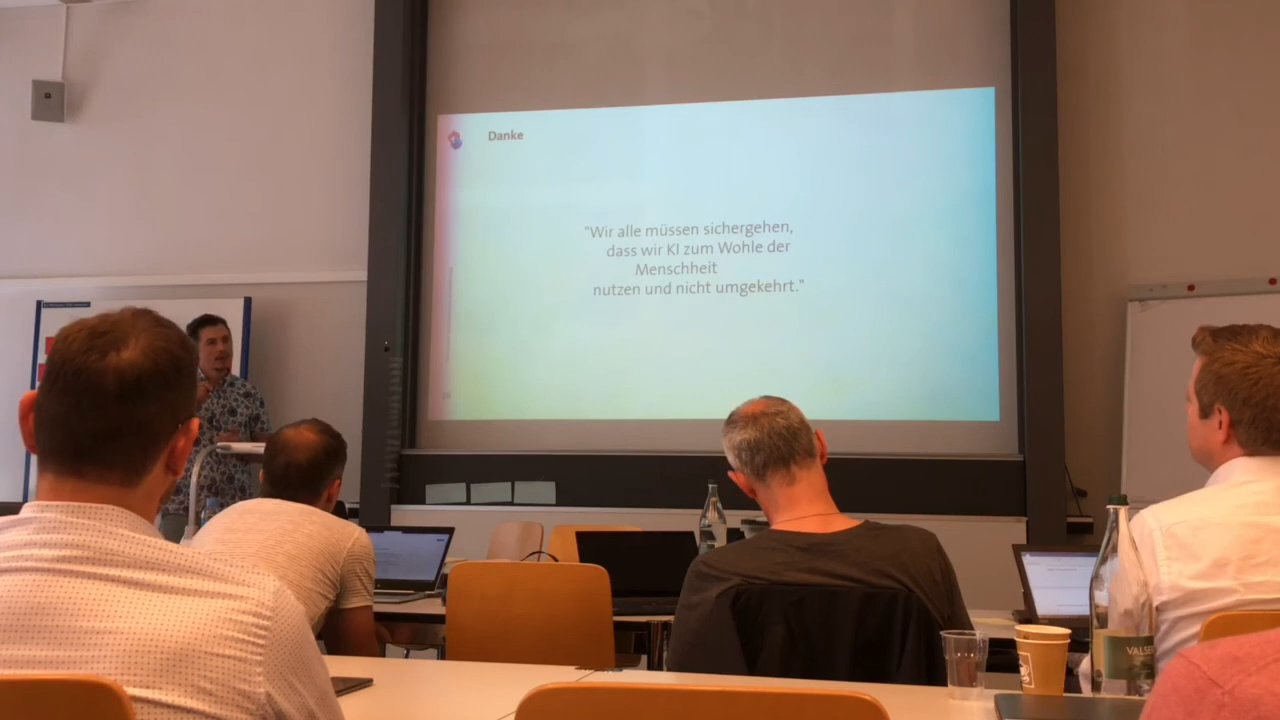 Danke
"Wir alle müssen sichergehen,
dass wir KI zum Wohle der
Menschheit
nutzen und nicht umgekehrt."
VALSER